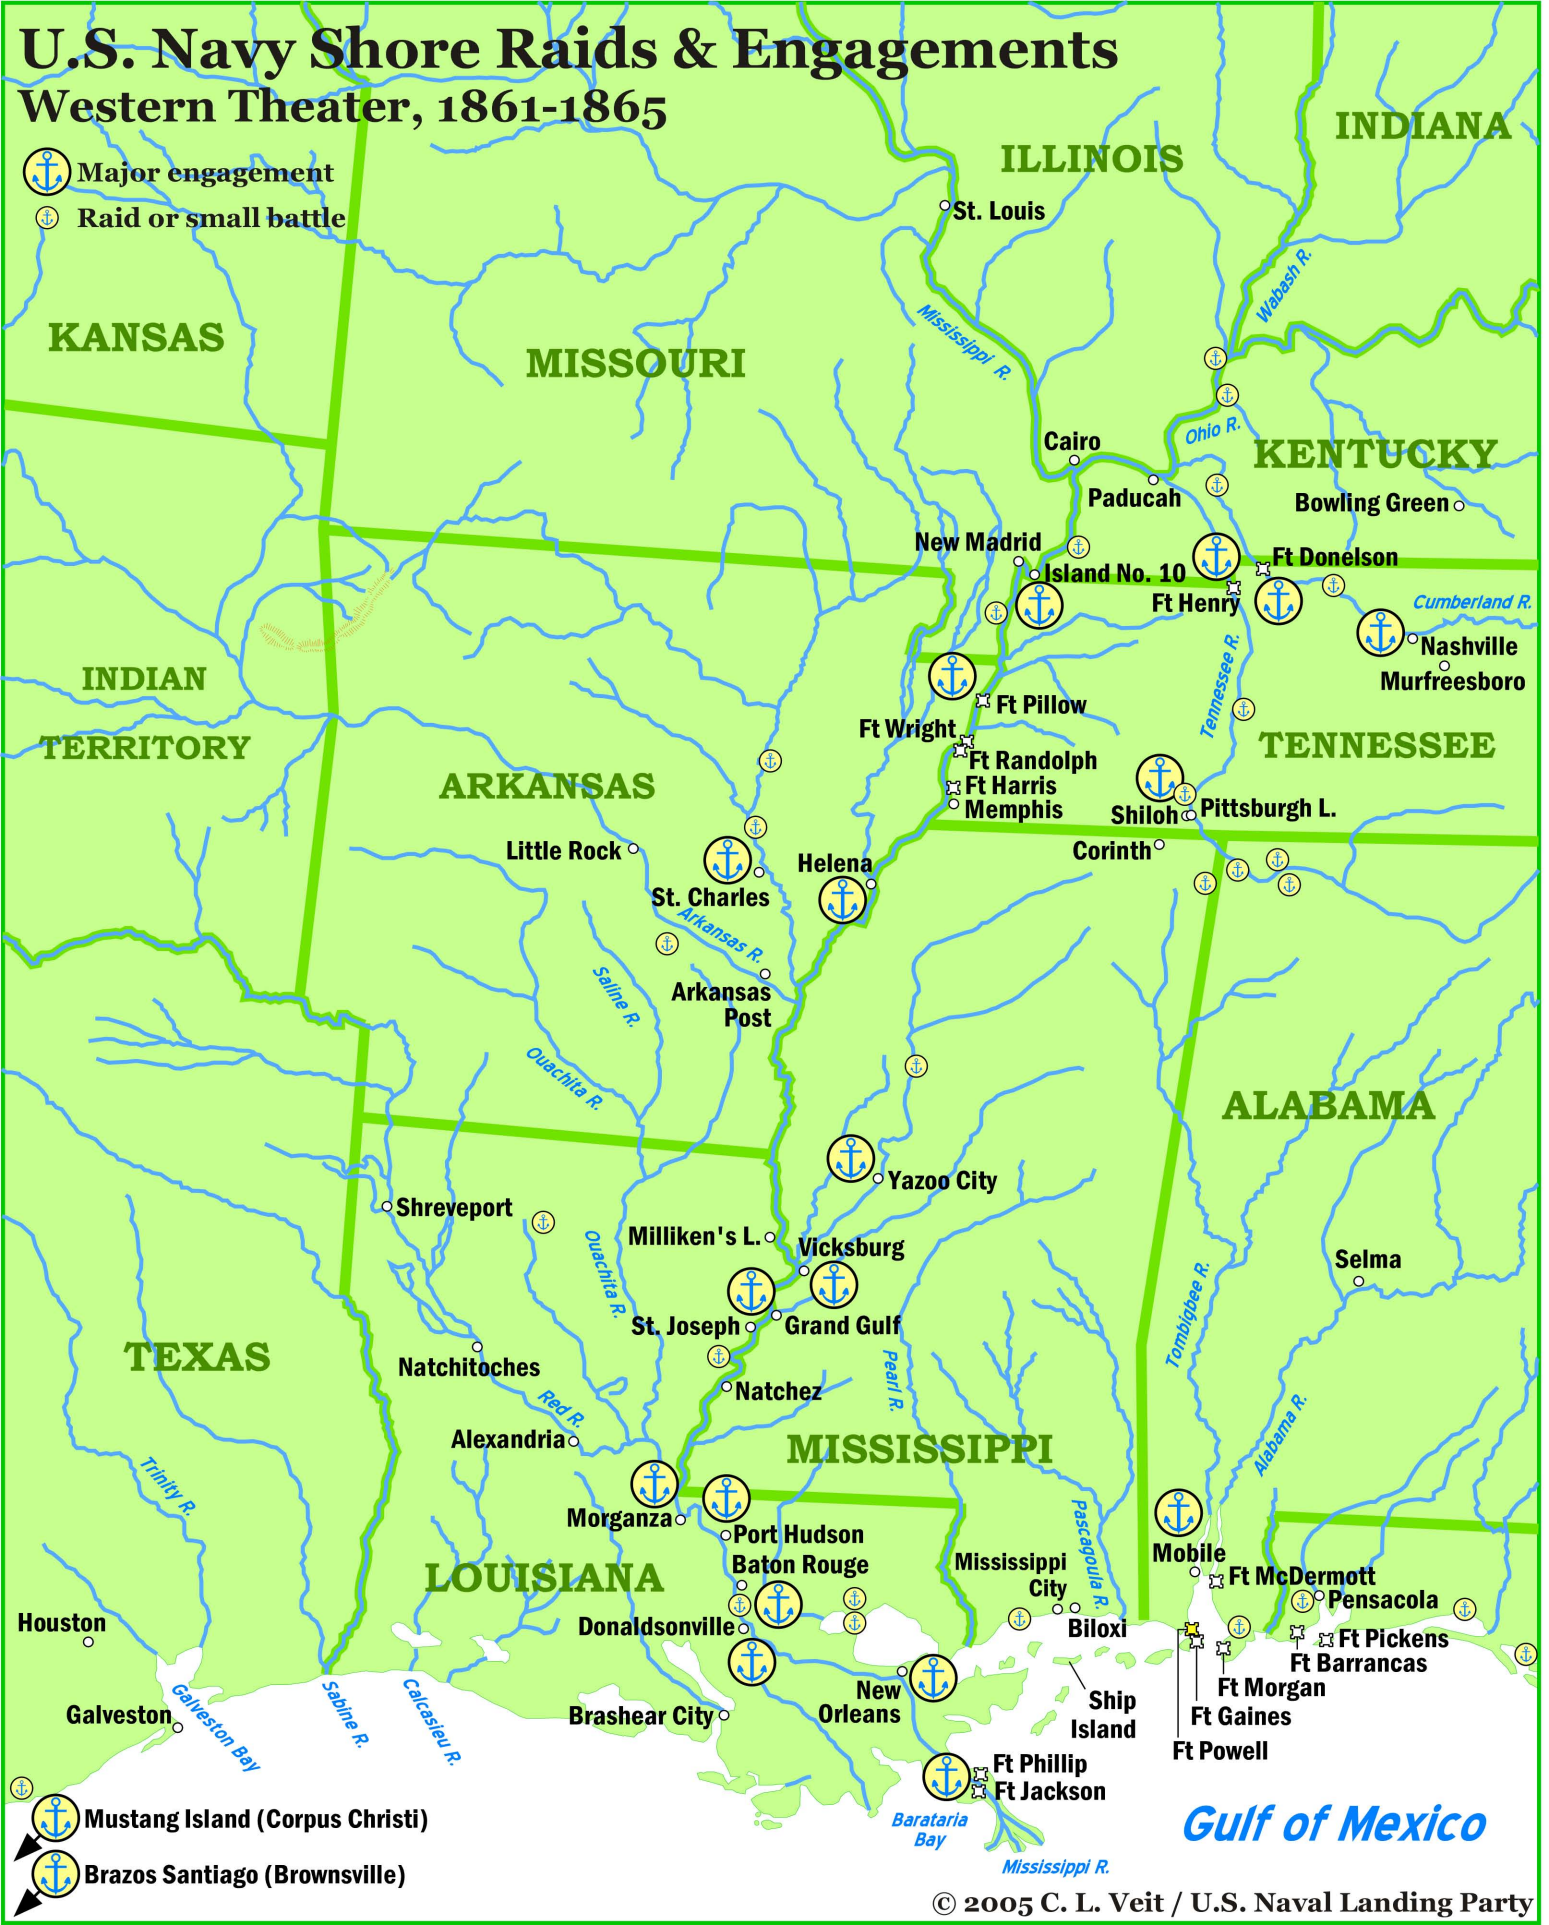 U.S. Navy Shore Raids & Engagements
Western Theater, 1861-1865
Major engagement
Raid or small battle
INDIANA
ILLINOIS
St. Louis
Wabash R.
KANSAS
MISSOURI
Mississippi R.
Ohio R.
Cairo
KENTUCKY
Paducah
Bowling Green
New Madrid
Island No. 10
Ft Donelson
Ft Henry
Cumberland R.
Nashville
Murfreesboro
Tennessee R.
INDIAN
TERRITORY
Ft Pillow
Ft Wright
Ft Randolph
TENNESSEE
ARKANSAS
Ft Harris
Memphis
Shiloh
Pittsburgh L.
Corinth
Little Rock
Helena
St. Charles
Arkansas R.
Saline R.
Arkansas
Post
Ouachita R.
ALABAMA
Yazoo City
Shreveport
Milliken's L.
Vicksburg
Ouachita R.
Selma
Tombigbee R.
St. Joseph
Grand Gulf
TEXAS
Natchitoches
Pearl R.
Natchez
Red R.
Alabama R.
Alexandria
MISSISSIPPI
Trinity R.
Morganza
Port Hudson
Pascagoula R.
Mobile
LOUISIANA
Baton Rouge
Mississippi
City
Ft McDermott
Pensacola
Houston
Donaldsonville
Biloxi
Ft Pickens
Ft Barrancas
Ft Morgan
Galveston
Galveston Bay
Sabine R.
Calcasieu R.
Brashear City
New
Orleans
Ship
Island
Ft Gaines
Ft Powell
Ft Phillip
Ft Jackson
Mustang Island (Corpus Christi)
Barataria
Bay
Gulf of Mexico
Brazos Santiago (Brownsville)
Mississippi R.
© 2005 C. L. Veit / U.S. Naval Landing Party